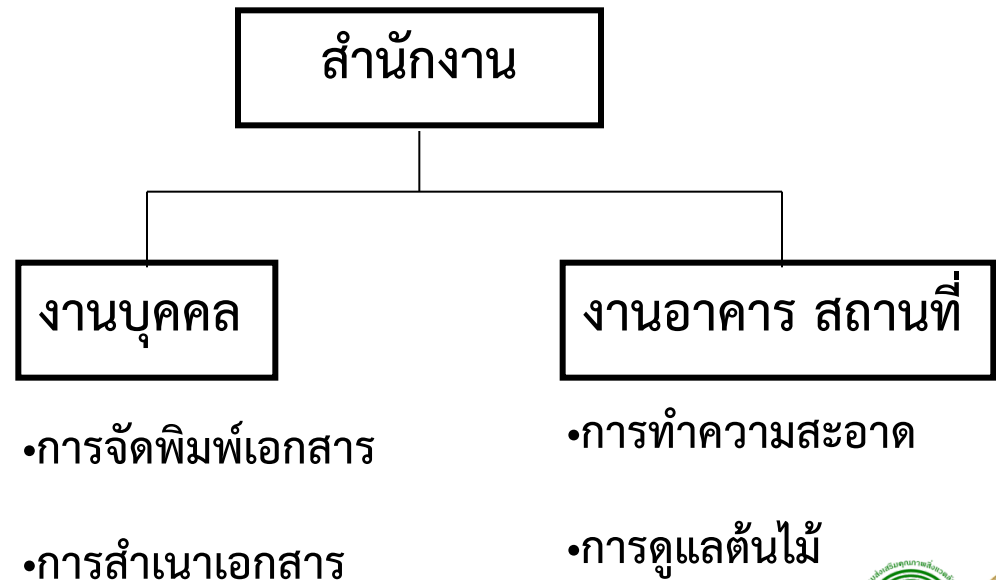 สำนักงาน
งานบุคคล
งานอาคาร สถานที่
•การจัดพิมพ์เอกสาร
•การสำเนาเอกสาร
•การทำความสะอาด
•การดูแลต้นไม้